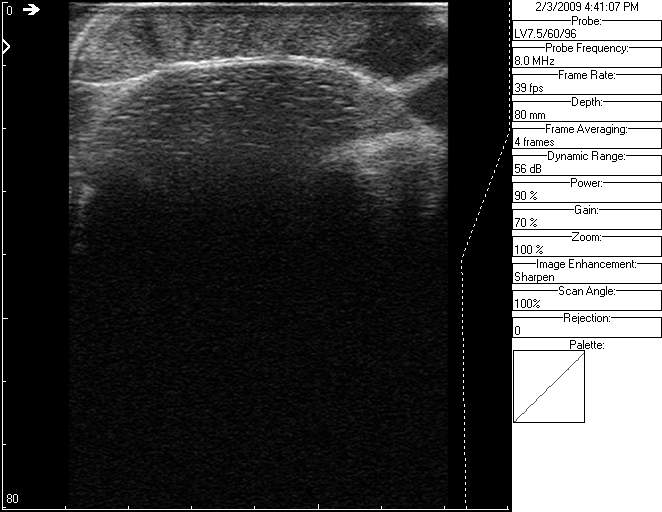 0
80
2/3/2009 4:41:07 PM
Probe:
LV7.5/60/96
Probe Frequency:
8.0 MHz
Frame Rate:
39 fps
Depth:
80 mm
Frame Averaging:
4 frames
Dynamic Range:
56 dB
Power:
90 %
Gain:
70 %
Zoom:
100 %
Image Enhancement:
Sharpen
Scan Angle:
100%
Rejection:
0
Palette: